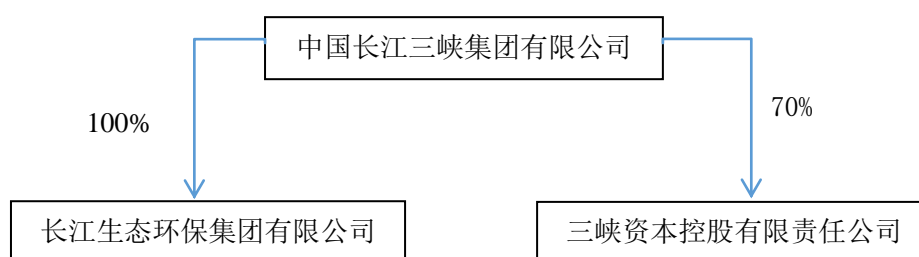 中国长江三峡集团有限公司
100%
70%
长江生态环保集团有限公司
三峡资本控股有限责任公司